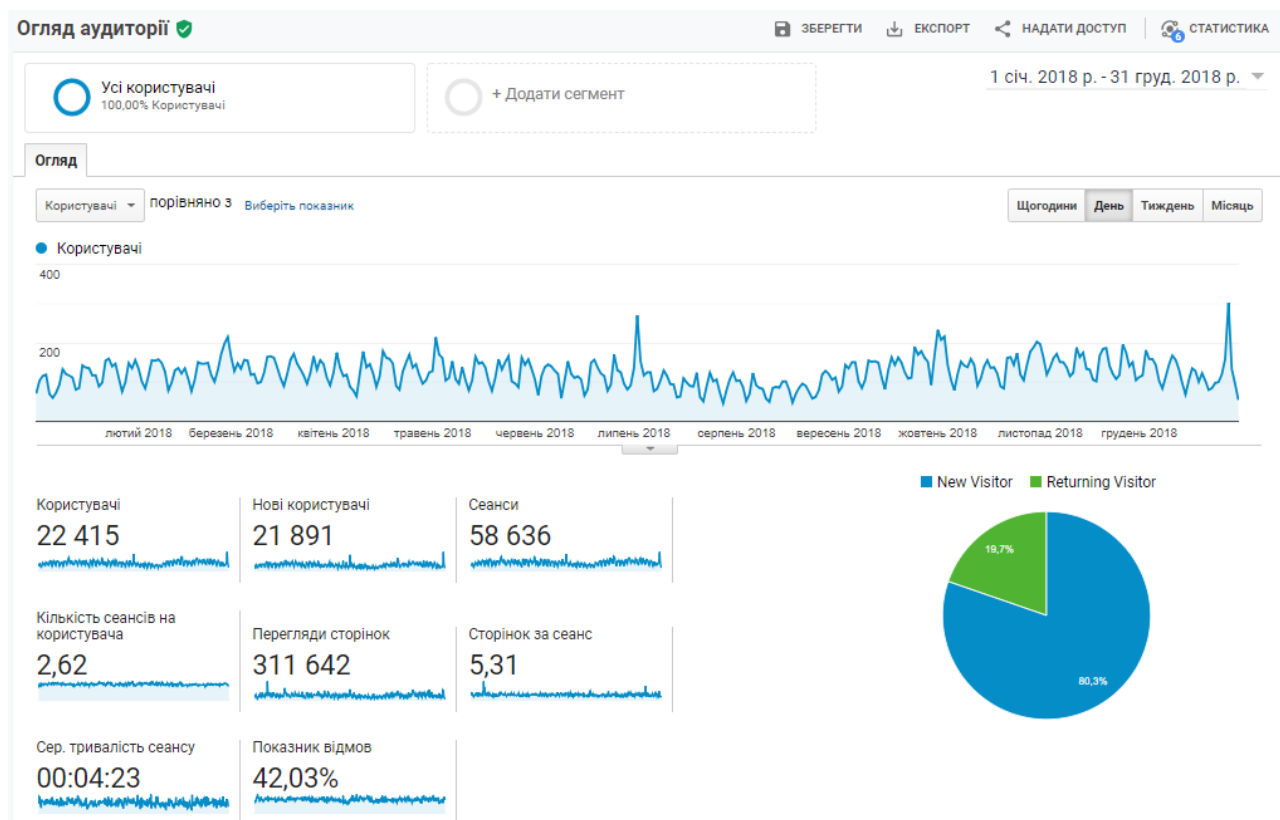 Огляд аудиторії
ЗБЕРЕГТИ
ЕКСПОРТ
НАДАТИ ДОСТУП
6
СТАТИСТИКА
Усі користувачі
100,00% Користувачі
+ Додати сегмент
1 січ. 2018 р. - 31 груд. 2018 р.
Огляд
Користувачі порівняно з Виберіть показник
Щогодини День Тиждень Місяць
Користувачі
400
200
лютий 2018 березень 2018 квітень 2018 травень 2018 червень 2018 липень 2018 серпень 2018 вересень 2018 жовтень 2018 листопад 2018 грудень 2018
New Visitor Returning Visitor
19,7%
80,3%
Користувачі
22 415
Нові користувачі
21 891
Сеанси
58 636
Кількість сеансів на
користувача
2,62
Перегляди сторінок
311 642
Сторінок за сеанс
5,31
Сер. тривалість сеансу
00:04:23
Показник відмов
42,03%